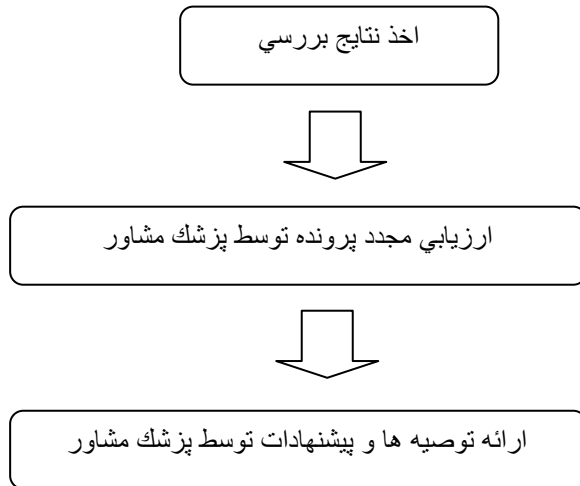 اخذ نتايج بررسي
ارزيابي مجدد پرونده توسط پزشك مشاور
ارائه توصيه ها و پيشنهادات توسط پزشك مشاور